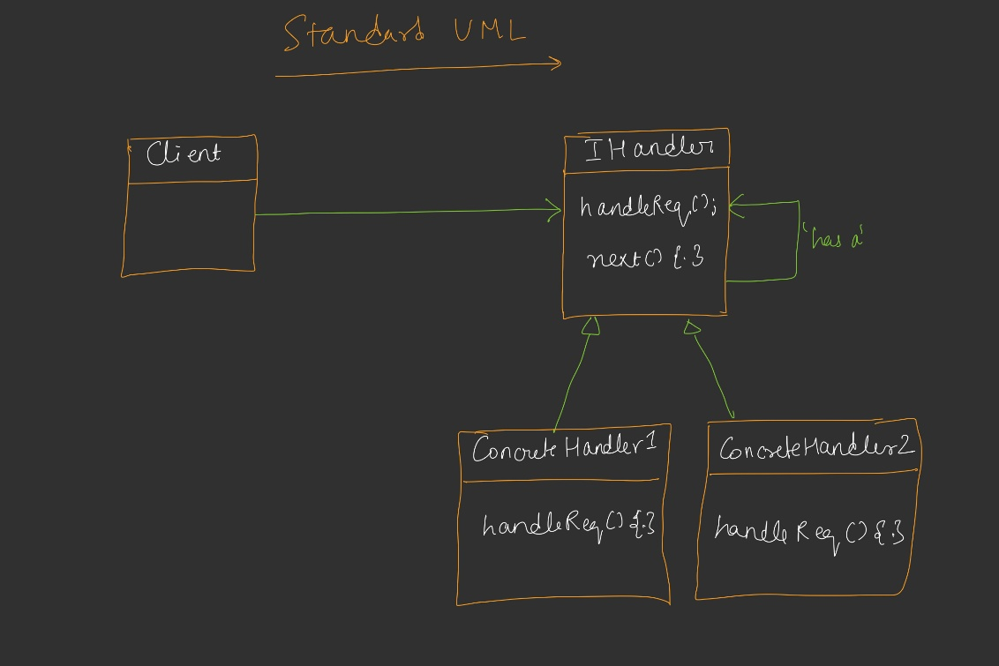 Standard UML
Client
IHandler
handleReq();
next() {.}
'has a'
ConcreteHandler1
handleReq() {.}
ConcreteHandler2
handleReq() {.}